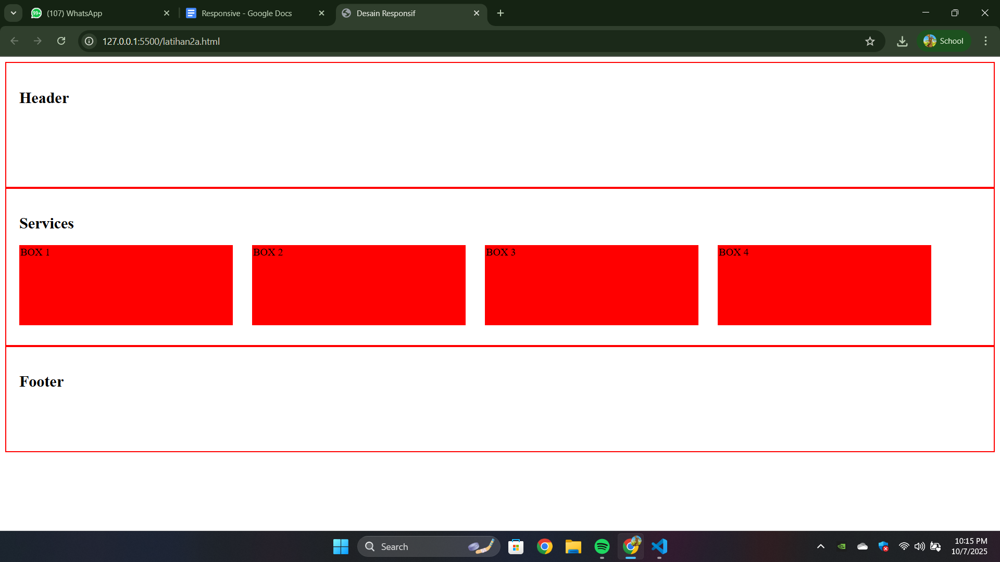 99+
(107) WhatsApp
Responsive - Google Docs
Desain Responsif
127.0.0.1:5500/latihan2a.html
School
Header
Services
BOX 1
BOX 2
BOX 3
BOX 4
Footer
Search
10:15 PM
10/7/2025